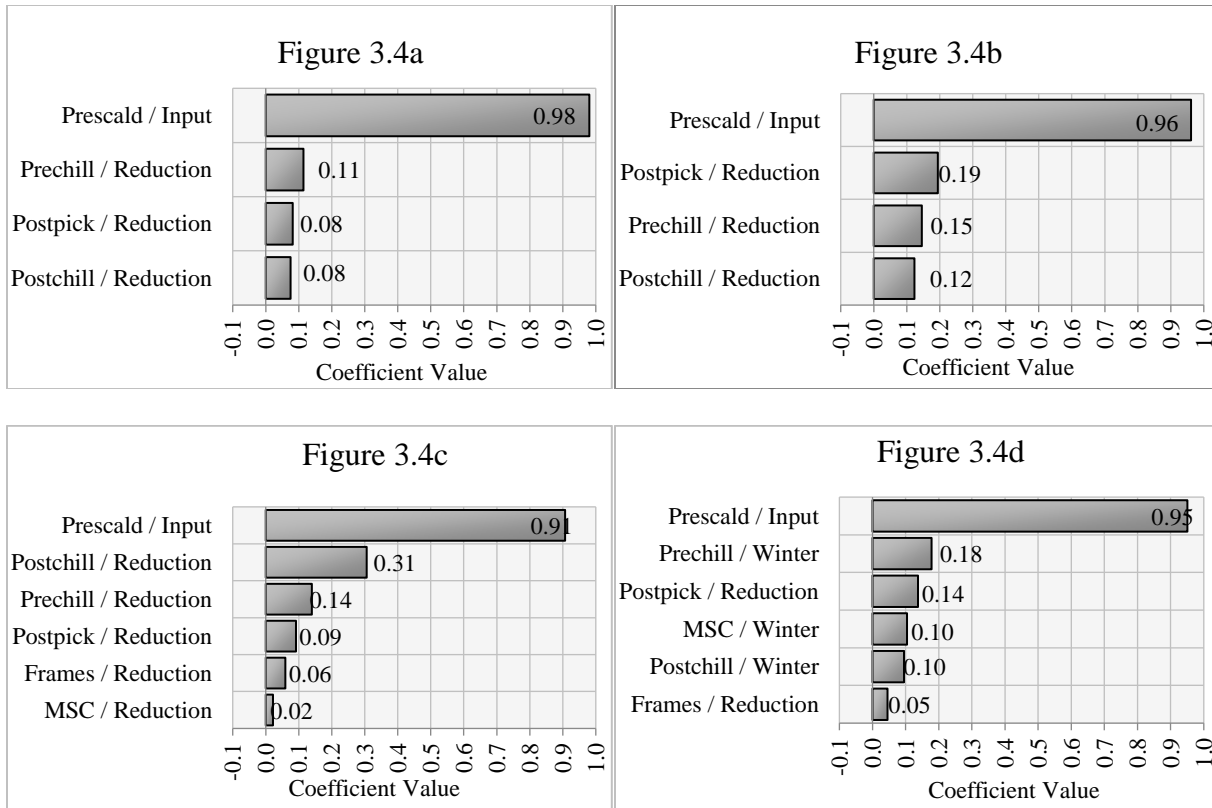 Figure 3.4a
Prescald / Input
0.98
Prechill / Reduction
0.11
Postpick / Reduction
0.08
Postchill / Reduction
0.08
-0.1
0.0
0.1
0.2
0.3
0.4
0.5
0.6
0.7
0.8
0.9
1.0
Coefficient Value
Figure 3.4b
Prescald / Input
0.96
Postpick / Reduction
0.19
Prechill / Reduction
0.15
Postchill / Reduction
0.12
-0.1
0.0
0.1
0.2
0.3
0.4
0.5
0.6
0.7
0.8
0.9
1.0
Coefficient Value
Figure 3.4c
Prescald / Input
0.91
Postchill / Reduction
0.31
Prechill / Reduction
0.14
Postpick / Reduction
0.09
Frames / Reduction
0.06
MSC / Reduction
0.02
-0.1
0.0
0.1
0.2
0.3
0.4
0.5
0.6
0.7
0.8
0.9
1.0
Coefficient Value
Figure 3.4d
Prescald / Input
0.95
Prechill / Winter
0.18
Postpick / Reduction
0.14
MSC / Winter
0.10
Postchill / Winter
0.10
Frames / Reduction
0.05
-0.1
0.0
0.1
0.2
0.3
0.4
0.5
0.6
0.7
0.8
0.9
1.0
Coefficient Value